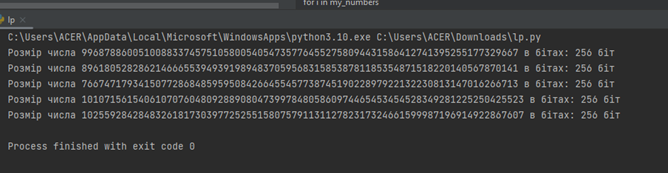 for i in my_numbers
lp
C:\Users\ACER\AppData\Local\Microsoft\WindowsApps\python3.10.exe C:\Users\ACER\Downloads\lp.py
Розмір числа 99687886005100883374575105800540547357764552758094431586412741395255177329667 в бітах: 256 біт
Розмір числа 89618052828621466655394939198948370595683158538781185354871518220140567870141 в бітах: 256 біт
Розмір числа 76674717934150772868485959508426645545773874519022897922132230813147016266713 в бітах: 256 біт
Розмір числа 101071561540610707604809288908047399784805860974465453454528349281225250425523 в бітах: 256 біт
Розмір числа 102559284284832618173039772525515807579113112782317324661599987196914922867607 в бітах: 256 біт
Process finished with exit code 0